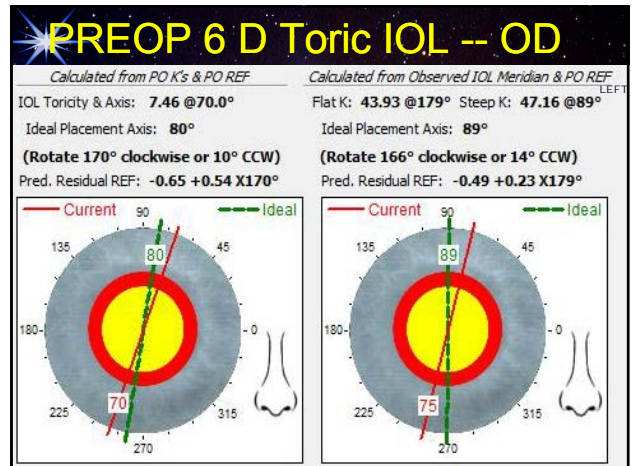 PREOP 6 D Toric IOL -- OD
Calculated from PO K's & PO REF
IOL Toricity & Axis: 7.46 @70.0°
Ideal Placement Axis: 80°
(Rotate 170° clockwise or 10° CCW)
Pred. Residual REF: -0.65 +0.54 X170°
Current 90 Ideal
135 80 45
180 0
225 70 315
270
Calculated from Observed IOL Meridian & PO REF
LEFT
Flat K: 43.93 @179° Steep K: 47.16 @89°
Ideal Placement Axis: 89°
(Rotate 166° clockwise or 14° CCW)
Pred. Residual REF: -0.49 +0.23 X179°
Current 90 Ideal
135 89 45
180 0
225 75 315
270